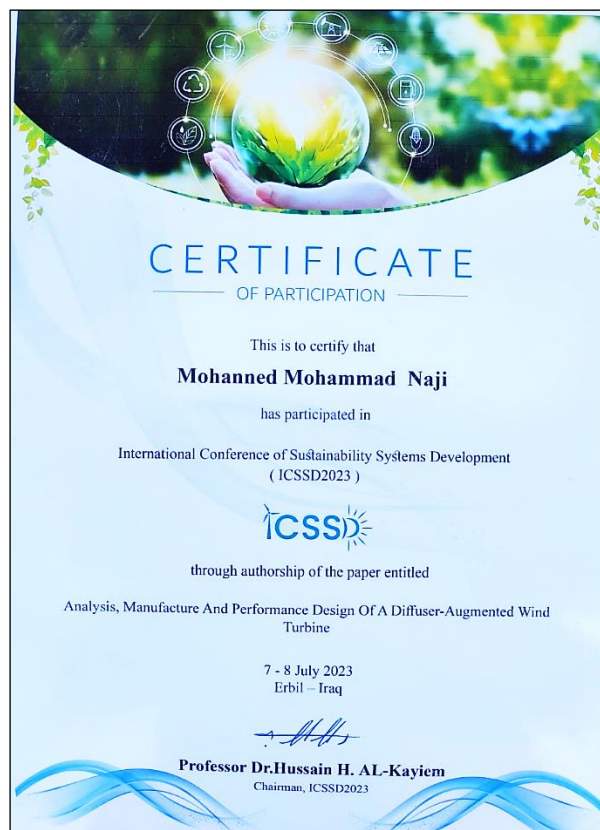 CERTIFICATE
OF PARTICIPATION
This is to certify that
Mohanned Mohammad Naji
has participated in
International Conference of Sustainability Systems Development
( ICSSD2023 )
ICSSD
through authorship of the paper entitled
Analysis, Manufacture And Performance Design Of A Diffuser-Augmented Wind
Turbine
7 - 8 July 2023
Erbil – Iraq
Professor Dr.Hussain H. AL-Kayiem
Chairman, ICSSD2023